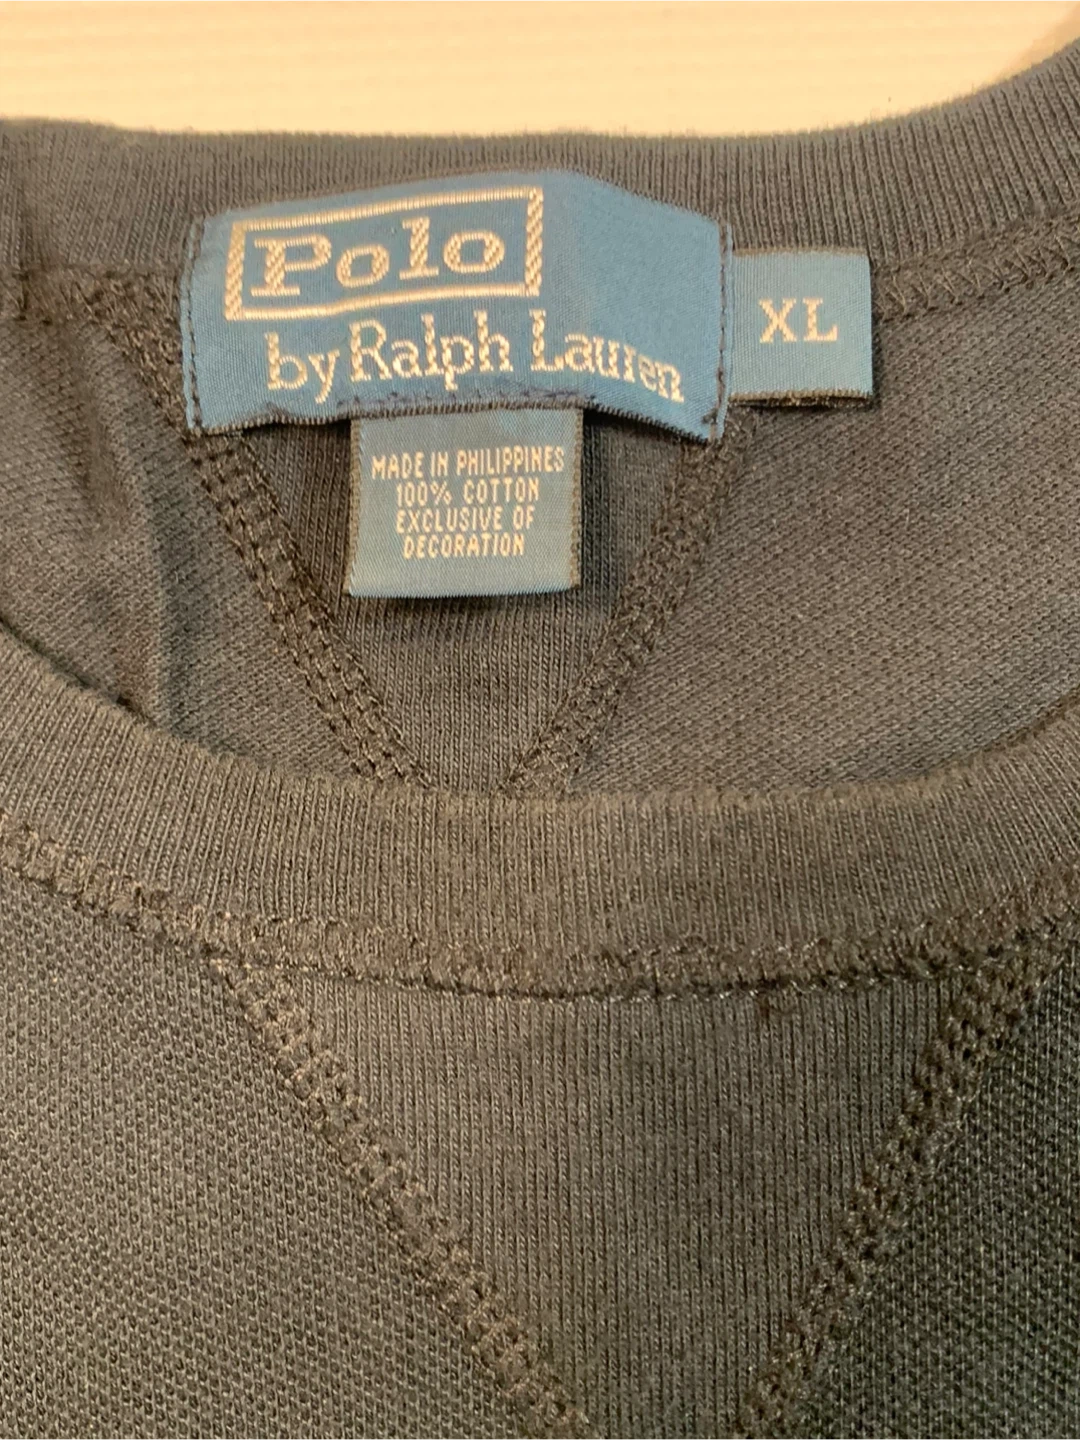 Polo
by Ralph Lauren
XL
MADE IN PHILIPPINES
100% COTTON
EXCLUSIVE OF
DECORATION